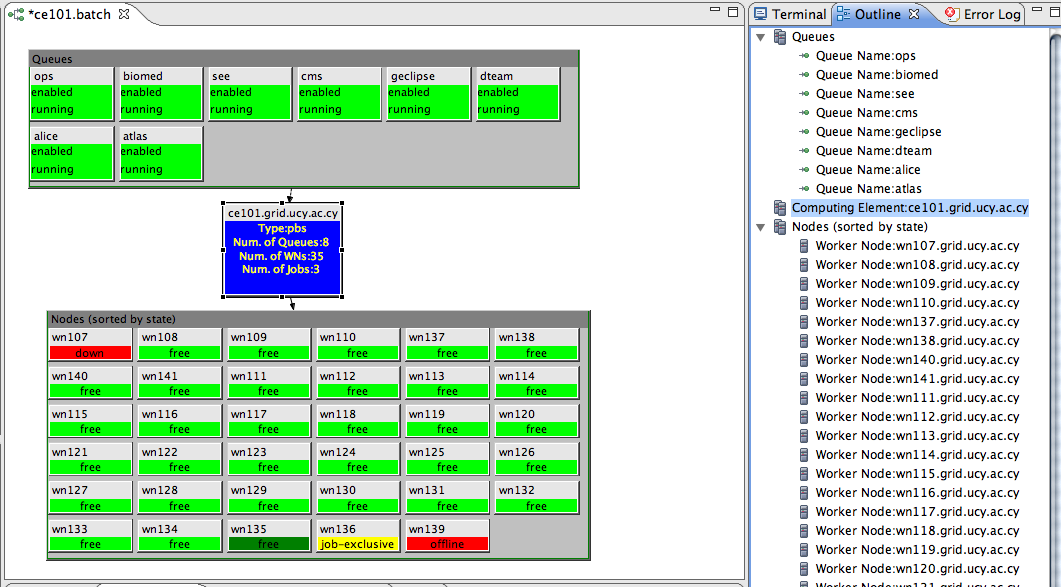 *ce101.batch
Queues
ops biomed see cms geclipse dteam
enabled enabled enabled enabled enabled enabled
running running running running running running
alice atlas
enabled enabled
running running
ce101.grid.ucy.ac.cy
Type:pbs
Num. of Queues:8
Num. of WNs:35
Num. of Jobs:3
Nodes (sorted by state)
wn107 wn108 wn109 wn110 wn137 wn138
down free free free free free
wn140 wn141 wn111 wn112 wn113 wn114
free free free free free free
wn115 wn116 wn117 wn118 wn119 wn120
free free free free free free
wn121 wn122 wn123 wn124 wn125 wn126
free free free free free free
wn127 wn128 wn129 wn130 wn131 wn132
free free free free free free
wn133 wn134 wn135 wn136 wn139
free free free job-exclusive offline
Terminal Outline Error Log
Queues
Queue Name:ops
Queue Name:biomed
Queue Name:see
Queue Name:cms
Queue Name:geclipse
Queue Name:dteam
Queue Name:alice
Queue Name:atlas
Computing Element:ce101.grid.ucy.ac.cy
Nodes (sorted by state)
Worker Node:wn107.grid.ucy.ac.cy
Worker Node:wn108.grid.ucy.ac.cy
Worker Node:wn109.grid.ucy.ac.cy
Worker Node:wn110.grid.ucy.ac.cy
Worker Node:wn137.grid.ucy.ac.cy
Worker Node:wn138.grid.ucy.ac.cy
Worker Node:wn140.grid.ucy.ac.cy
Worker Node:wn141.grid.ucy.ac.cy
Worker Node:wn111.grid.ucy.ac.cy
Worker Node:wn112.grid.ucy.ac.cy
Worker Node:wn113.grid.ucy.ac.cy
Worker Node:wn114.grid.ucy.ac.cy
Worker Node:wn115.grid.ucy.ac.cy
Worker Node:wn116.grid.ucy.ac.cy
Worker Node:wn117.grid.ucy.ac.cy
Worker Node:wn118.grid.ucy.ac.cy
Worker Node:wn119.grid.ucy.ac.cy
Worker Node:wn120.grid.ucy.ac.cy
Worker Node:wn121.grid.ucy.ac.cy